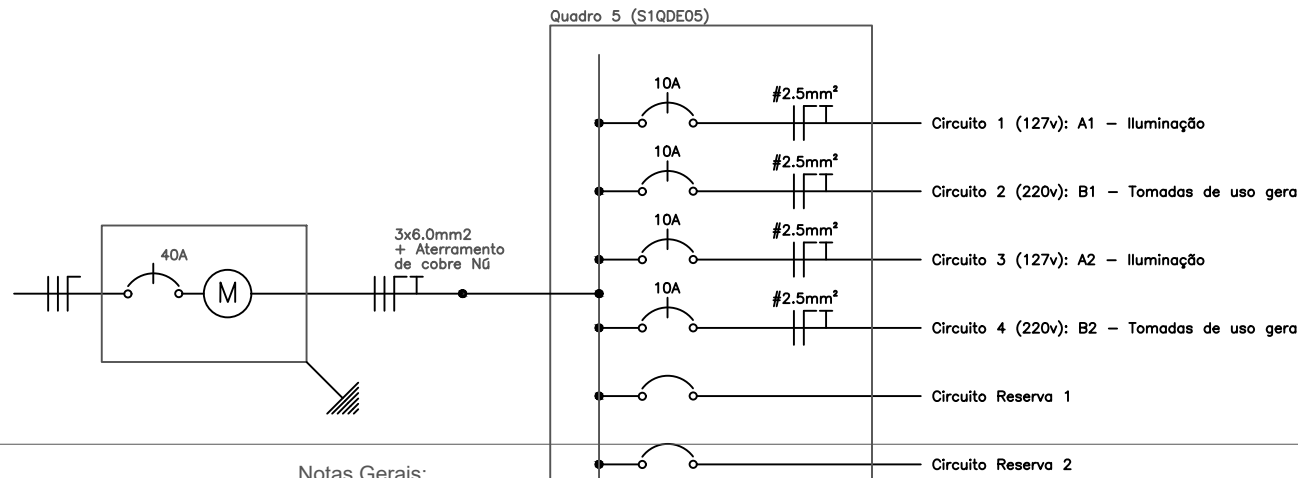 Quadro 5 (S1QDE05)
10A
#2.5mm²
Circuito 1 (127v): A1 – Iluminação
10A
#2.5mm²
Circuito 2 (220v): B1 – Tomadas de uso gera
10A
#2.5mm²
Circuito 3 (127v): A2 – Iluminação
40A
M
3x6.0mm2
+ Aterramento
de cobre Nú
10A
#2.5mm²
Circuito 4 (220v): B2 – Tomadas de uso gera
Circuito Reserva 1
Circuito Reserva 2
Notas Gerais: